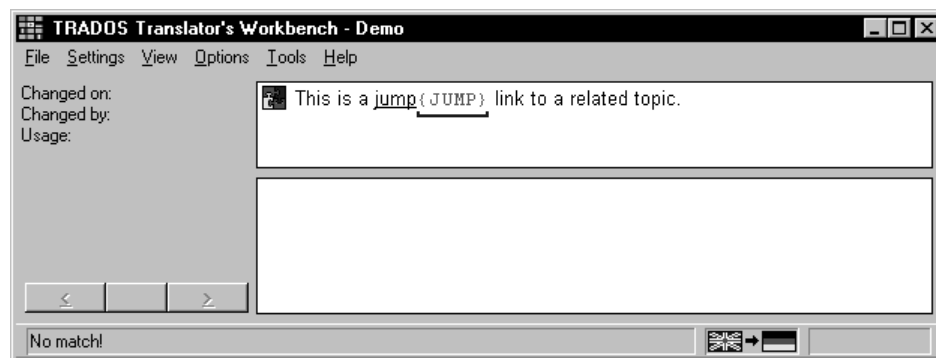 TRADOS Translator's Workbench - Demo
File Settings View Options Tools Help
Changed on:
Changed by:
Usage:
This is a jump{JUMP} link to a related topic.
< >
No match!